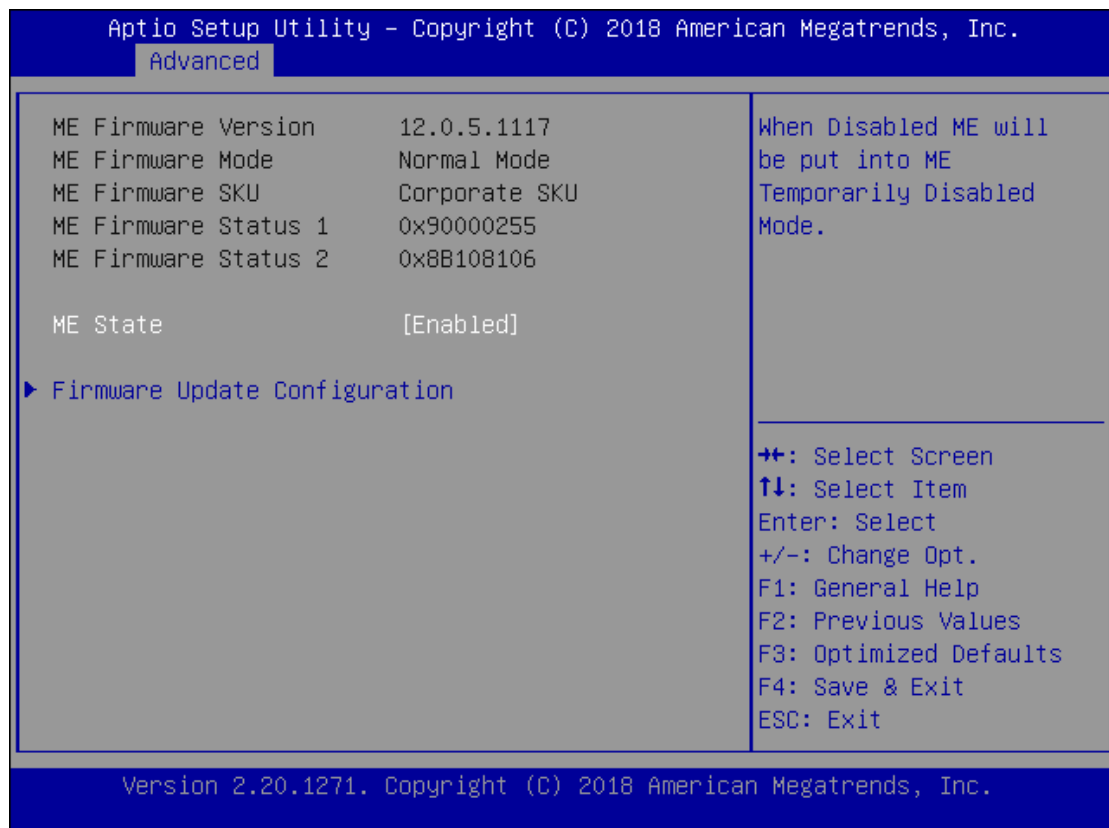 Aptio Setup Utility – Copyright (C) 2018 American Megatrends, Inc.
Advanced
ME Firmware Version 12.0.5.1117
ME Firmware Mode Normal Mode
ME Firmware SKU Corporate SKU
ME Firmware Status 1 0x90000255
ME Firmware Status 2 0x8B108106
ME State [Enabled]
▶ Firmware Update Configuration
When Disabled ME will
be put into ME
Temporarily Disabled
Mode.
→←: Select Screen
↑↓: Select Item
Enter: Select
+/-: Change Opt.
F1: General Help
F2: Previous Values
F3: Optimized Defaults
F4: Save & Exit
ESC: Exit
Version 2.20.1271. Copyright (C) 2018 American Megatrends, Inc.